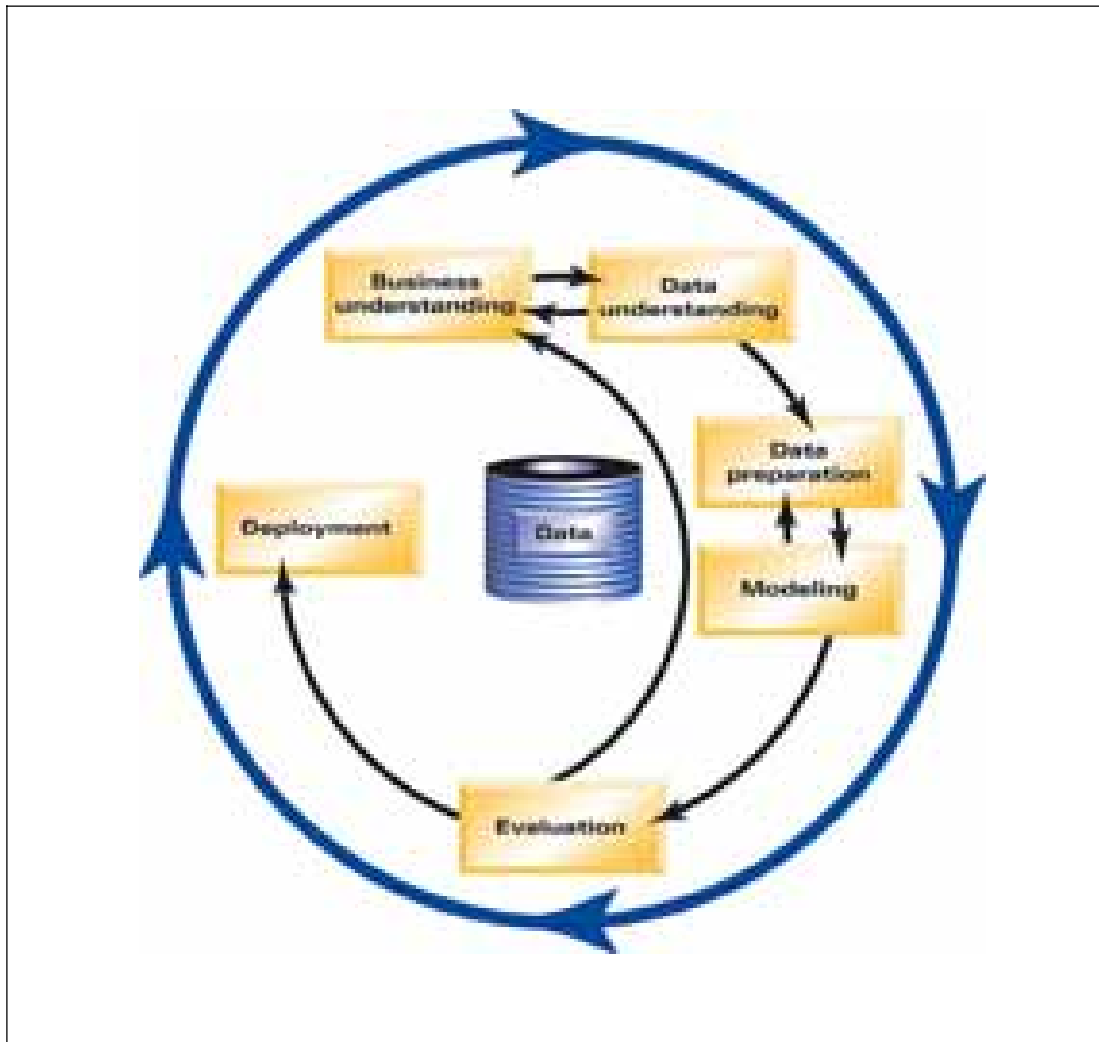 Business
understanding
Data
understanding
Data
preparation
Deployment
Data
Modeling
Evaluation